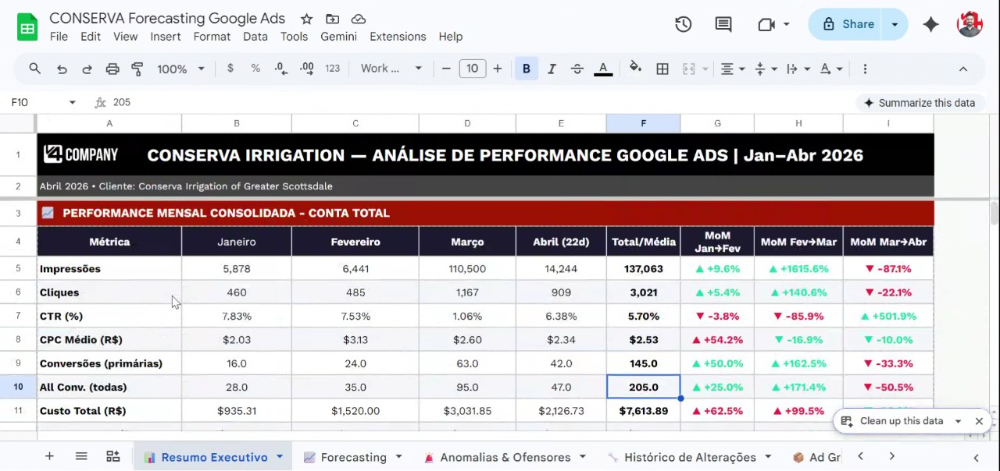 CONSERVA Forecasting Google Ads
File Edit View Insert Format Data Tools Gemini Extensions Help
Share
100% $ % .0 .00 123 Work ... 10 B I A
F10 fx 205
Summarize this data
A B C D E F G H I
1 V4 COMPANY CONSERVA IRRIGATION — ANÁLISE DE PERFORMANCE GOOGLE ADS | Jan–Abr 2026
2 Abril 2026 • Cliente: Conserva Irrigation of Greater Scottsdale
3 PERFORMANCE MENSAL CONSOLIDADA - CONTA TOTAL
4 Métrica Janeiro Fevereiro Março Abril (22d) Total/Média MoM Jan→Fev MoM Fev→Mar MoM Mar→Abr
5 Impressões 5,878 6,441 110,500 14,244 137,063 ▲ +9.6% ▲ +1615.6% ▼ -87.1%
6 Cliques 460 485 1,167 909 3,021 ▲ +5.4% ▲ +140.6% ▼ -22.1%
7 CTR (%) 7.83% 7.53% 1.06% 6.38% 5.70% ▼ -3.8% ▼ -85.9% ▲ +501.9%
8 CPC Médio (R$) $2.03 $3.13 $2.60 $2.34 $2.53 ▲ +54.2% ▼ -16.9% ▼ -10.0%
9 Conversões (primárias) 16.0 24.0 63.0 42.0 145.0 ▲ +50.0% ▲ +162.5% ▼ -33.3%
10 All Conv. (todas) 28.0 35.0 95.0 47.0 205.0 ▲ +25.0% ▲ +171.4% ▼ -50.5%
11 Custo Total (R$) $935.31 $1,520.00 $3,031.85 $2,126.73 $7,613.89 ▲ +62.5% ▲ +99.5%
Clean up this data
Resumo Executivo Forecasting Anomalias & Ofensores Histórico de Alterações Ad Gr